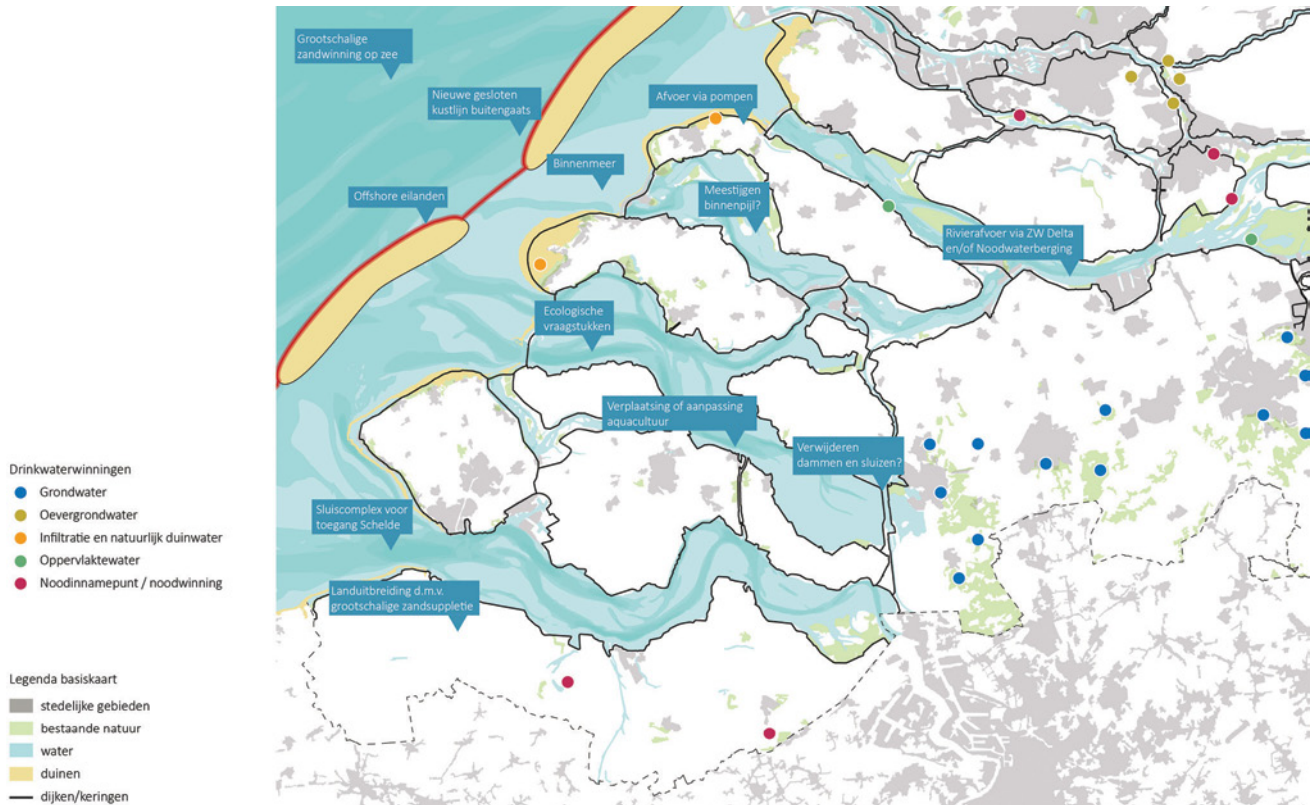 Grootschalige
zandwinning op zee
Nieuwe gesloten
kustlijn buitengaats
Afvoer via pompen
Binnenmeer
Offshore eilanden
Meestijgen
binnenpijl?
Rivierafvoer via ZW Delta
en/of Noodwaterberging
Ecologische
vraagstukken
Verplaatsing of aanpassing
aquacultuur
Verwijderen
dammen en sluizen?
Sluiscomplex voor
toegang Schelde
Landuitbreiding d.m.v.
grootschalige zandsuppletie
Drinkwaterwinningen
Grondwater
Oevergrondwater
Infiltratie en natuurlijk duinwater
Oppervlaktewater
Noodinnamepunt / noodwinning
Legenda basiskaart
stedelijke gebieden
bestaande natuur
water
duinen
dijken/keringen